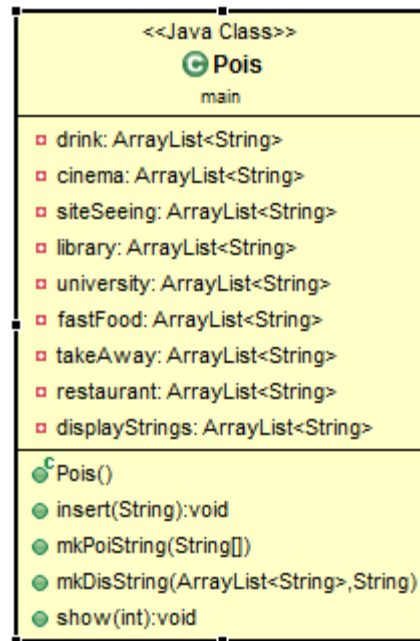 <<Java Class>>
C Pois
main
drink: ArrayList<String>
cinema: ArrayList<String>
siteSeeing: ArrayList<String>
library: ArrayList<String>
university: ArrayList<String>
fastFood: ArrayList<String>
takeAway: ArrayList<String>
restaurant: ArrayList<String>
displayStrings: ArrayList<String>
C Pois()
insert(String):void
mkPoiString(String[])
mkDisString(ArrayList<String>,String)
show(int):void